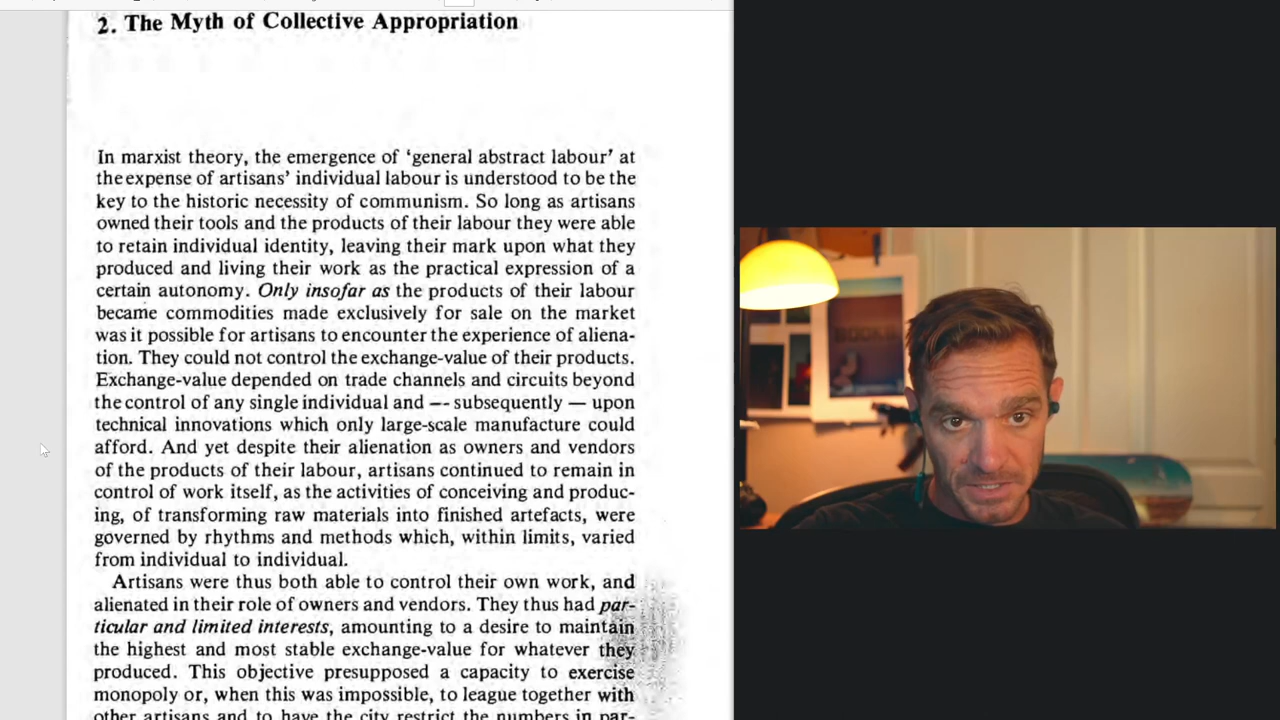 2. The Myth of Collective Appropriation
In marxist theory, the emergence of ‘general abstract labour’ at
the expense of artisans’ individual labour is understood to be the
key to the historic necessity of communism. So long as artisans
owned their tools and the products of their labour they were able
to retain individual identity, leaving their mark upon what they
produced and living their work as the practical expression of a
certain autonomy. Only insofar as the products of their labour
became commodities made exclusively for sale on the market
was it possible for artisans to encounter the experience of aliena-
tion. They could not control the exchange-value of their products.
Exchange-value depended on trade channels and circuits beyond
the control of any single individual and –- subsequently — upon
technical innovations which only large-scale manufacture could
afford. And yet despite their alienation as owners and vendors
of the products of their labour, artisans continued to remain in
control of work itself, as the activities of conceiving and produc-
ing, of transforming raw materials into finished artefacts, were
governed by rhythms and methods which, within limits, varied
from individual to individual.
Artisans were thus both able to control their own work, and
alienated in their role of owners and vendors. They thus had par-
ticular and limited interests, amounting to a desire to maintain
the highest and most stable exchange-value for whatever they
produced. This objective presupposed a capacity to exercise
monopoly or, when this was impossible, to league together with
other artisans and to have the city restrict the numbers in par-